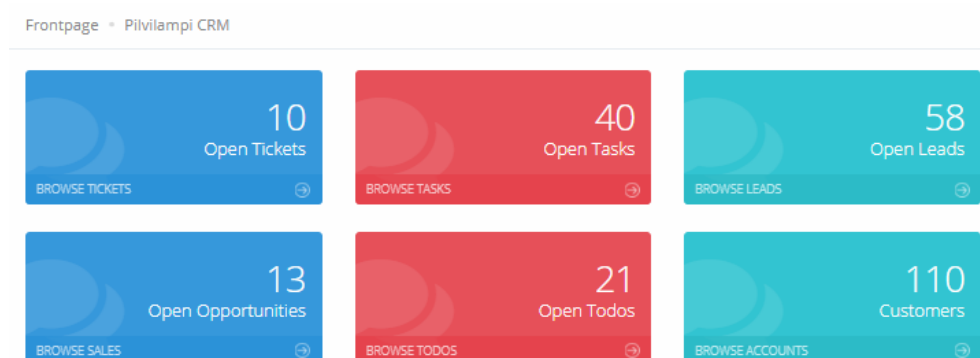 Frontpage • Pilvilampi CRM
10
Open Tickets
BROWSE TICKETS
40
Open Tasks
BROWSE TASKS
58
Open Leads
BROWSE LEADS
13
Open Opportunities
BROWSE SALES
21
Open Todos
BROWSE TODOS
110
Customers
BROWSE ACCOUNTS